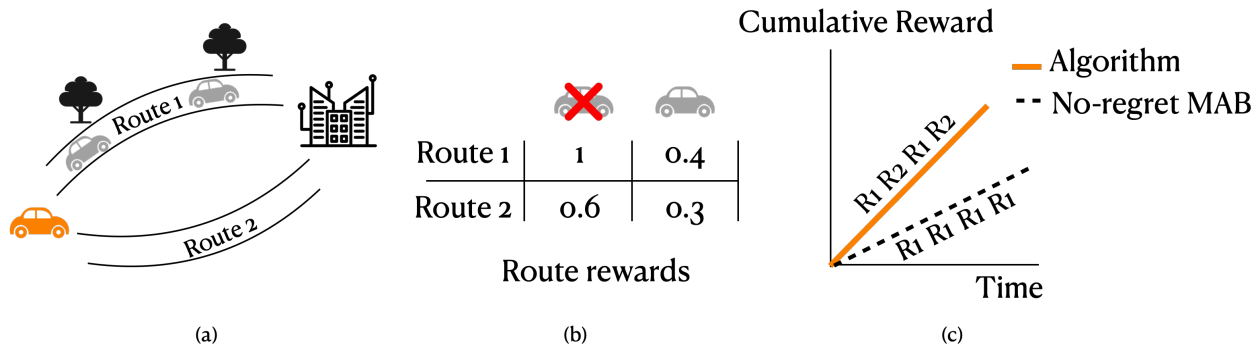 Route 1
Route 2
(a)
Route 1 1 0.4
Route 2 0.6 0.3
Route rewards
(b)
Cumulative Reward
Algorithm
No-regret MAB
R1 R2 R1 R2
R1 R1 R1 R1
Time
(c)